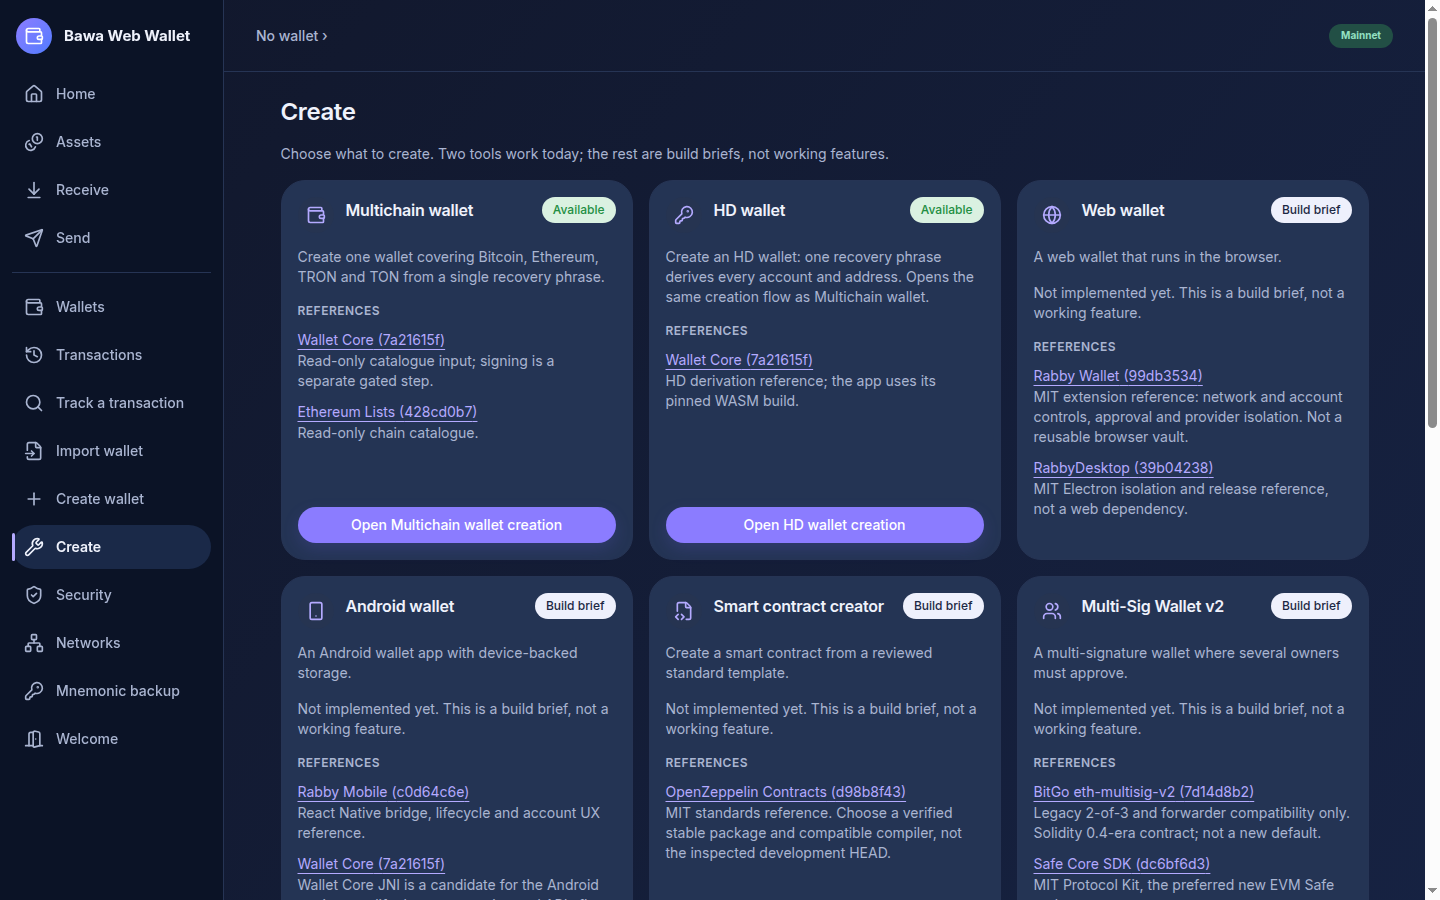 Bawa Web Wallet
Home
Assets
Receive
Send
Wallets
Transactions
Track a transaction
Import wallet
Create wallet
Create
Security
Networks
Mnemonic backup
Welcome
No wallet ›
Mainnet
Create
Choose what to create. Two tools work today; the rest are build briefs, not working features.
Multichain wallet
Available
Create one wallet covering Bitcoin, Ethereum,
TRON and TON from a single recovery phrase.
REFERENCES
Wallet Core (7a21615f)
Read-only catalogue input; signing is a
separate gated step.
Ethereum Lists (428cd0b7)
Read-only chain catalogue.
Open Multichain wallet creation
HD wallet
Available
Create an HD wallet: one recovery phrase
derives every account and address. Opens the
same creation flow as Multichain wallet.
REFERENCES
Wallet Core (7a21615f)
HD derivation reference; the app uses its
pinned WASM build.
Open HD wallet creation
Web wallet
Build brief
A web wallet that runs in the browser.
Not implemented yet. This is a build brief, not a
working feature.
REFERENCES
Rabby Wallet (99db3534)
MIT extension reference: network and account
controls, approval and provider isolation. Not a
reusable browser vault.
RabbyDesktop (39b04238)
MIT Electron isolation and release reference,
not a web dependency.
Android wallet
Build brief
An Android wallet app with device-backed
storage.
Not implemented yet. This is a build brief, not a
working feature.
REFERENCES
Rabby Mobile (c0d64c6e)
React Native bridge, lifecycle and account UX
reference.
Wallet Core (7a21615f)
Wallet Core JNI is a candidate for the Android
Smart contract creator
Build brief
Create a smart contract from a reviewed
standard template.
Not implemented yet. This is a build brief, not a
working feature.
REFERENCES
OpenZeppelin Contracts (d98b8f43)
MIT standards reference. Choose a verified
stable package and compatible compiler, not
the inspected development HEAD.
Multi-Sig Wallet v2
Build brief
A multi-signature wallet where several owners
must approve.
Not implemented yet. This is a build brief, not a
working feature.
REFERENCES
BitGo eth-multisig-v2 (7d14d8b2)
Legacy 2-of-3 and forwarder compatibility only.
Solidity 0.4-era contract; not a new default.
Safe Core SDK (dc6bf6d3)
MIT Protocol Kit, the preferred new EVM Safe